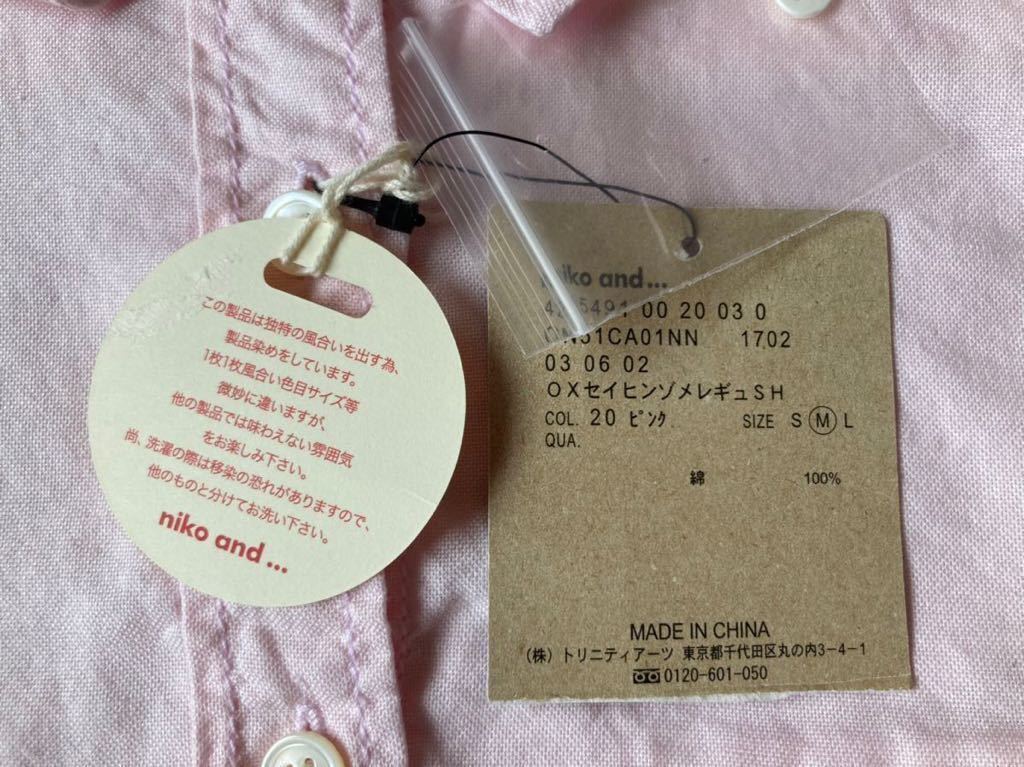 この製品は独特の風合いを出す為、
製品染めをしています。
1枚1枚風合い色目サイズ等
微妙に違いますが、
他の製品では味わえない雰囲気
をお楽しみ下さい。
尚、洗濯の際は移染の恐れがありますので、
他のものと分けてお洗い下さい。
niko and ...
niko and ...
00 20 03 0
1702
03 06 02
OXセイヒンゾメレギュSH
COL. 20 ピンク. SIZE S M L
QUA.
綿 100%
MADE IN CHINA
(株) トリニティアーツ 東京都千代田区丸の内3-4-1
0120-601-050